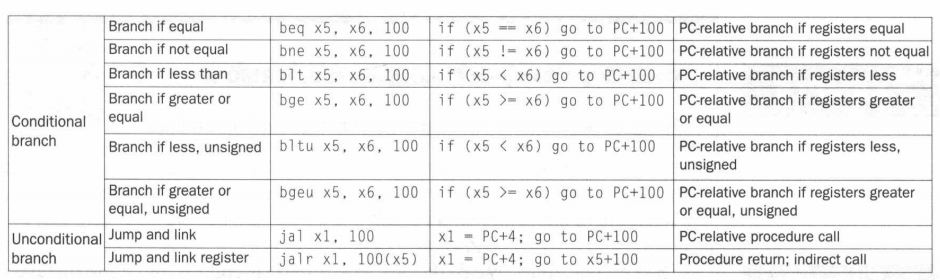 Conditional branch
Branch if equal beq x5, x6, 100 if (x5 == x6) go to PC+100 PC-relative branch if registers equal
Branch if not equal bne x5, x6, 100 if (x5 != x6) go to PC+100 PC-relative branch if registers not equal
Branch if less than blt x5, x6, 100 if (x5 < x6) go to PC+100 PC-relative branch if registers less
Branch if greater or equal bge x5, x6, 100 if (x5 >= x6) go to PC+100 PC-relative branch if registers greater or equal
Branch if less, unsigned bltu x5, x6, 100 if (x5 < x6) go to PC+100 PC-relative branch if registers less, unsigned
Branch if greater or equal, unsigned bgeu x5, x6, 100 if (x5 >= x6) go to PC+100 PC-relative branch if registers greater or equal, unsigned
Unconditional branch
Jump and link jal x1, 100 x1 = PC+4; go to PC+100 PC-relative procedure call
Jump and link register jalr x1, 100(x5) x1 = PC+4; go to x5+100 Procedure return; indirect call